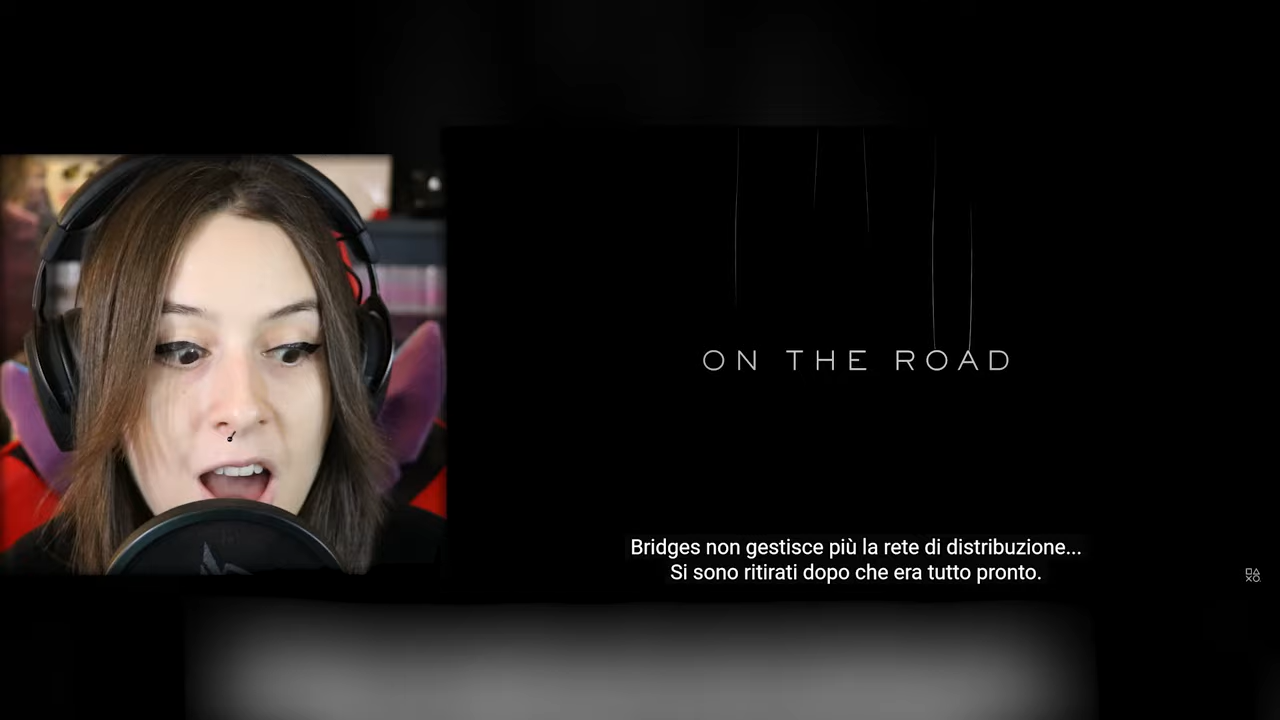 ON THE ROAD
Bridges non gestisce più la rete di distribuzione...
Si sono ritirati dopo che era tutto pronto.